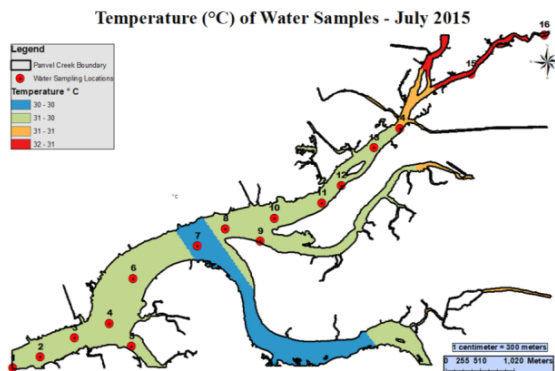 Temperature (°C) of Water Samples - July 2015
Legend
Panvel Creek Boundary
Water Sampling Locations
Temperature ° C
30 - 30
31 - 30
31 - 31
32 - 31
16
15
13
12
11
10
8
9
7
°C
6
4
3
5
2
1 centimeter = 300 meters
0 255 510 1,020 Meters